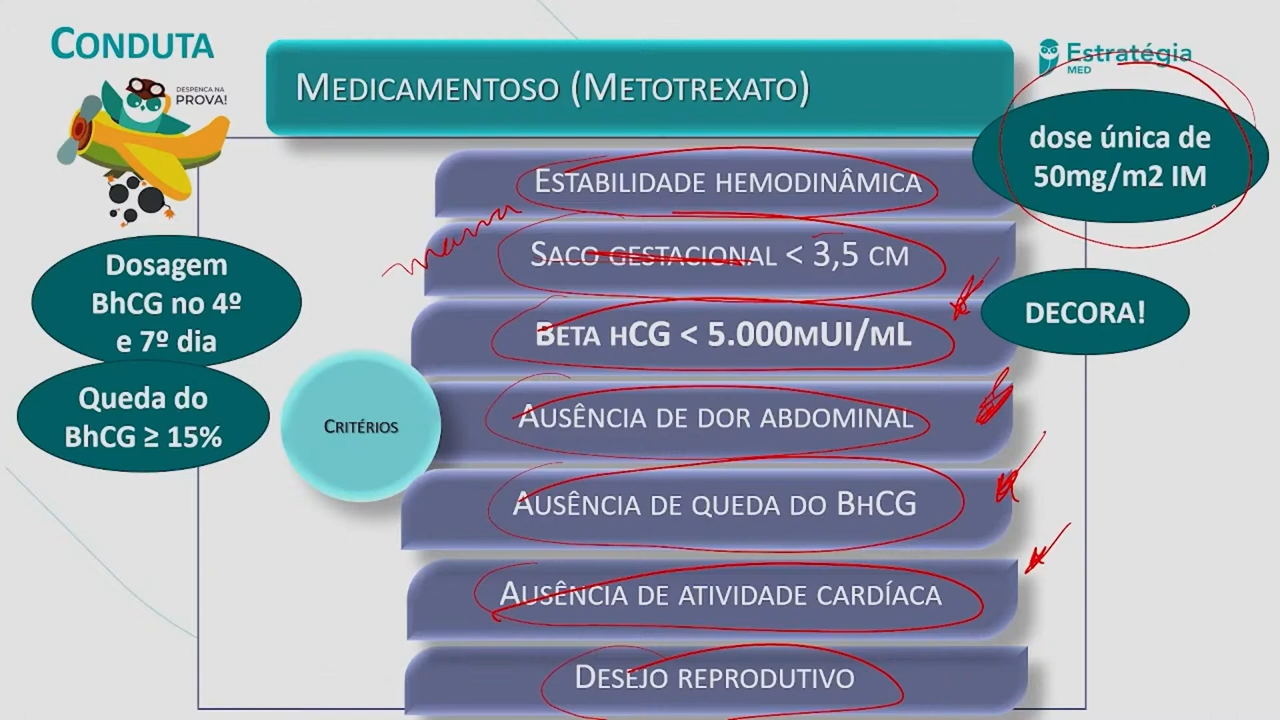 CONDUTA
DESPENCA NA
PROVA!
MEDICAMENTOSO (METOTREXATO)
Estratégia
MED
dose única de
50mg/m2 IM
ESTABILIDADE HEMODINÂMICA
SACO GESTACIONAL < 3,5 CM
BETA HCG < 5.000MUI/ML
AUSÊNCIA DE DOR ABDOMINAL
AUSÊNCIA DE QUEDA DO BHCG
AUSÊNCIA DE ATIVIDADE CARDÍACA
DESEJO REPRODUTIVO
DECORA!
Dosagem
BhCG no 4º
e 7º dia
Queda do
BhCG ≥ 15%
CRITÉRIOS